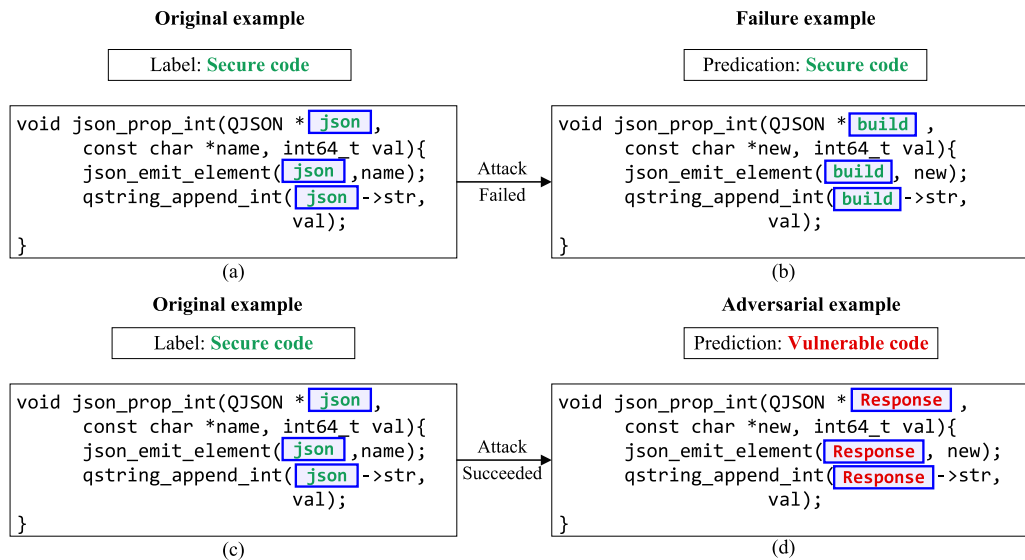 Original example
Label: Secure code
void json_prop_int(QJSON * json ,
const char *name, int64_t val){
json_emit_element( json ,name);
qstring_append_int( json ->str,
val);
}
(a)
Attack
Failed
Failure example
Predication: Secure code
void json_prop_int(QJSON * build ,
const char *new, int64_t val){
json_emit_element( build , new);
qstring_append_int( build ->str,
val);
}
(b)
Original example
Label: Secure code
void json_prop_int(QJSON * json ,
const char *name, int64_t val){
json_emit_element( json ,name);
qstring_append_int( json ->str,
val);
}
(c)
Attack
Succeeded
Adversarial example
Prediction: Vulnerable code
void json_prop_int(QJSON * Response ,
const char *new, int64_t val){
json_emit_element( Response , new);
qstring_append_int( Response ->str,
val);
}
(d)